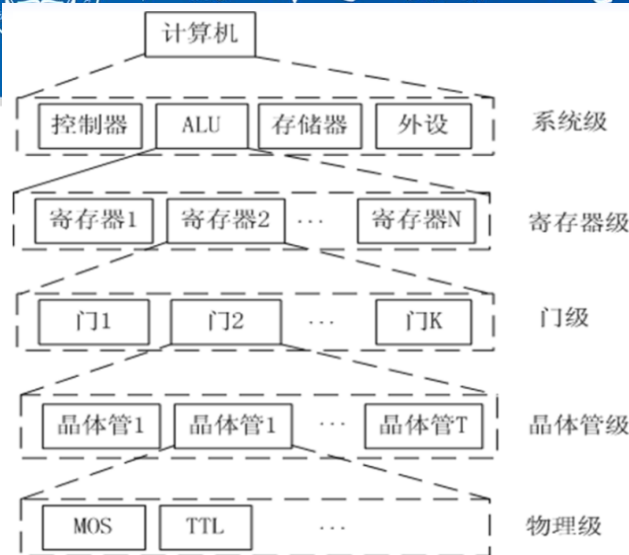 计算机
控制器 ALU 存储器 外设 系统级
寄存器1 寄存器2 ··· 寄存器N 寄存器级
门1 门2 ··· 门K 门级
晶体管1 晶体管1 ··· 晶体管T 晶体管级
MOS TTL ··· 物理级